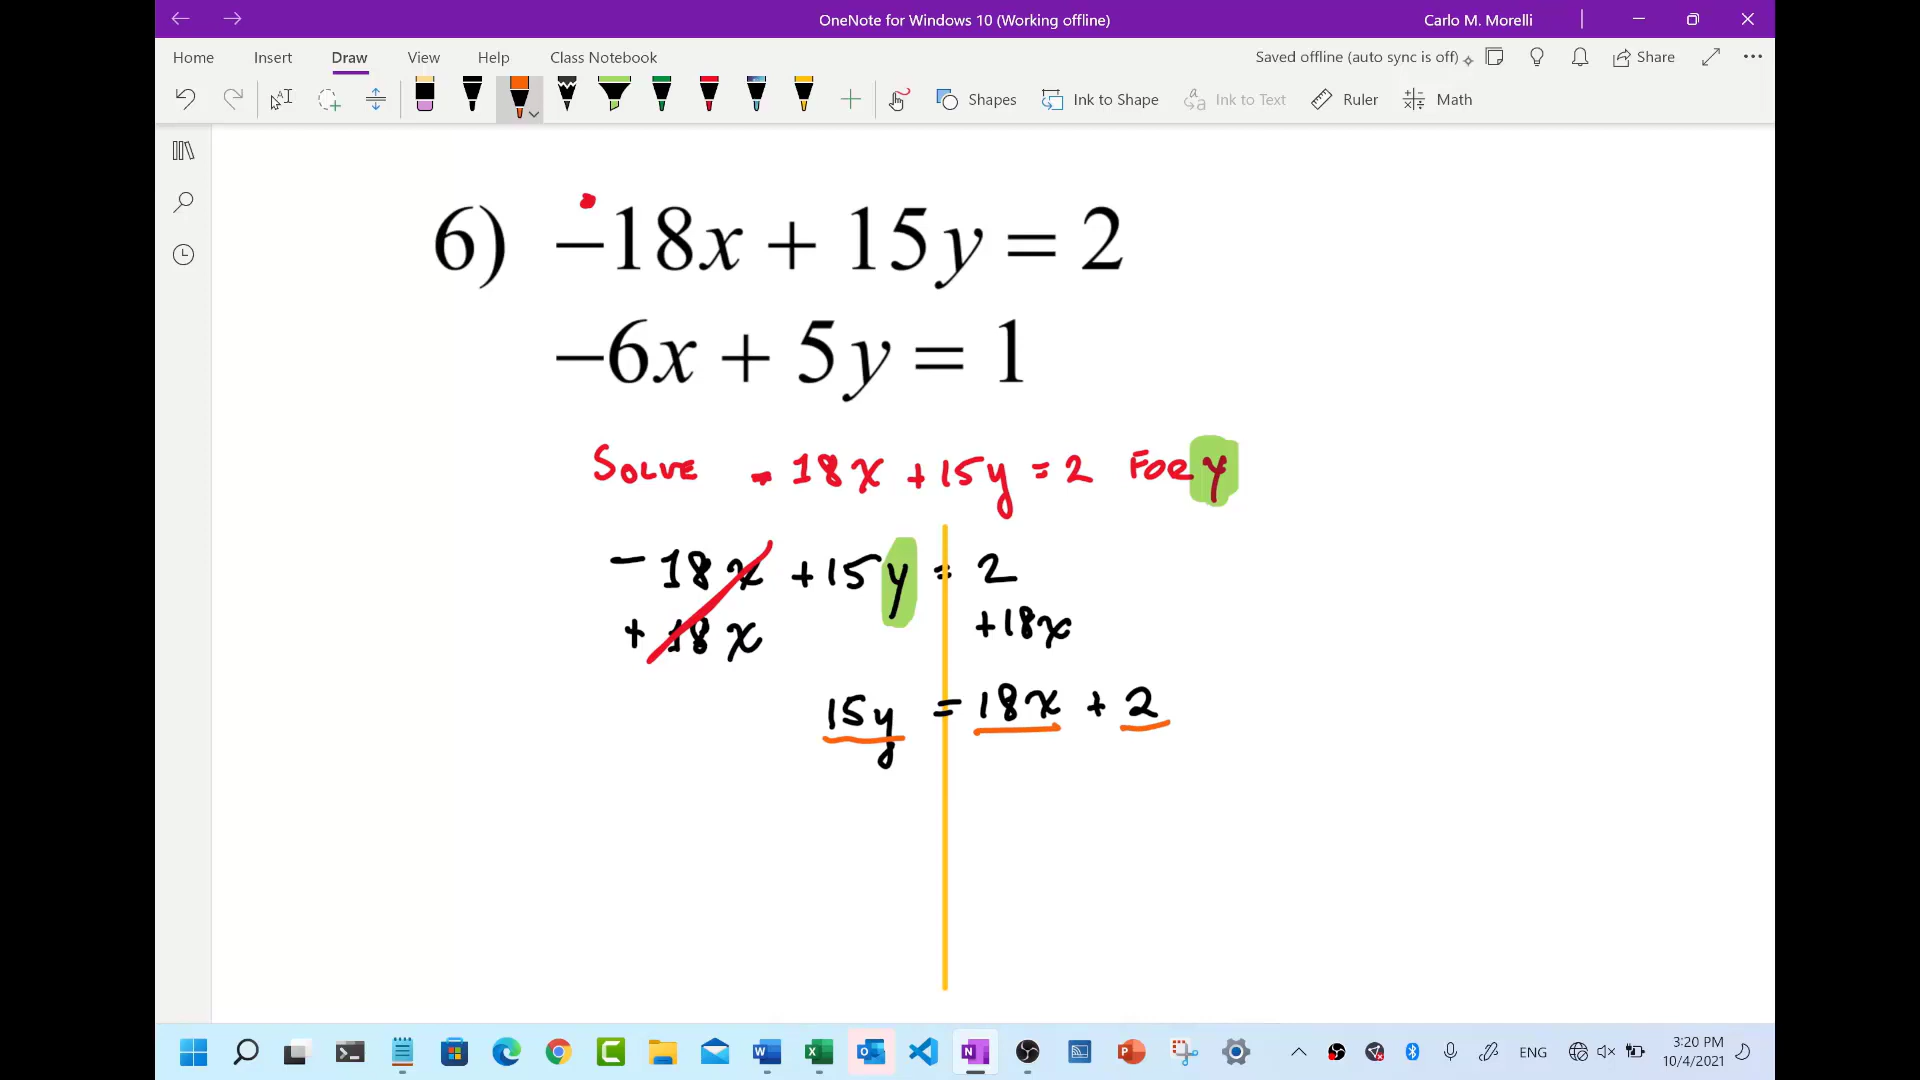 OneNote for Windows 10 (Working offline)
Carlo M. Morelli
Home Insert Draw View Help Class Notebook
Saved offline (auto sync is off) Share
Shapes Ink to Shape Ink to Text Ruler Math
6) −18x + 15y = 2
−6x + 5y = 1
SOLVE - 18x + 15y = 2 FOR y
- 18x + 15y = 2
+ 18x +18x
15y = 18x + 2
ENG
3:20 PM
10/4/2021